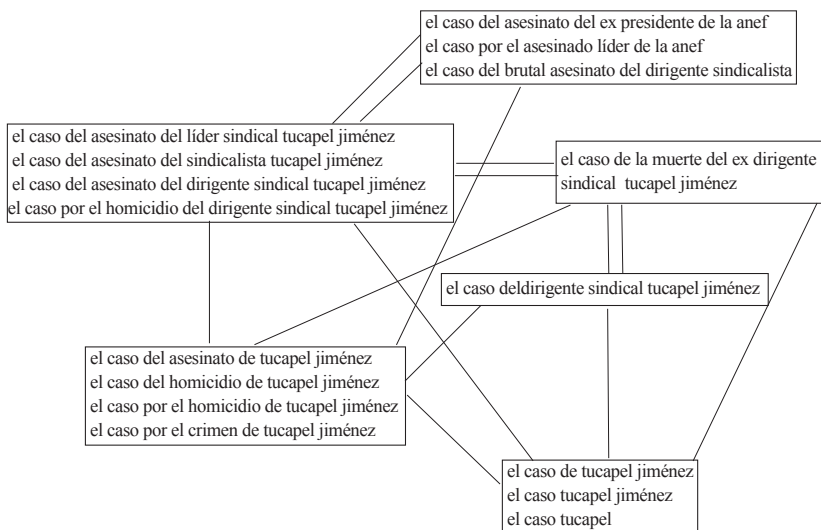 el caso del asesinato del ex presidente de la anef
el caso por el asesinado líder de la anef
el caso del brutal asesinato del dirigente sindicalista
el caso del asesinato del líder sindical tucapel jiménez
el caso del asesinato del sindicalista tucapel jiménez
el caso del asesinato del dirigente sindical tucapel jiménez
el caso por el homicidio del dirigente sindical tucapel jiménez
el caso de la muerte del ex dirigente
sindical tucapel jiménez
el caso deldirigente sindical tucapel jiménez
el caso del asesinato de tucapel jiménez
el caso del homicidio de tucapel jiménez
el caso por el homicidio de tucapel jiménez
el caso por el crimen de tucapel jiménez
el caso de tucapel jiménez
el caso tucapel jiménez
el caso tucapel